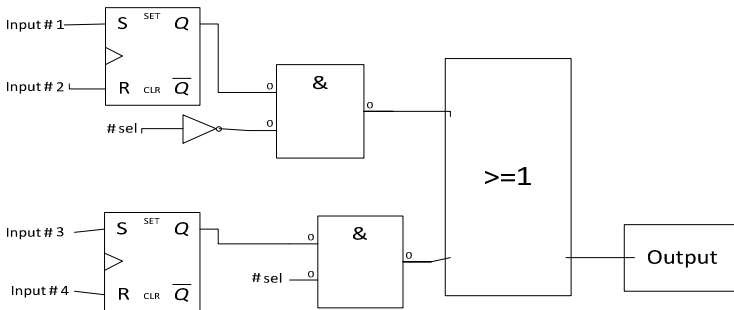 Input#1
S SET Q
Input#2
R CLR Q
o
&
o
#sel
o
>=1
Input#3
S SET Q
Input#4
R CLR Q
o
&
o
#sel
o
Output